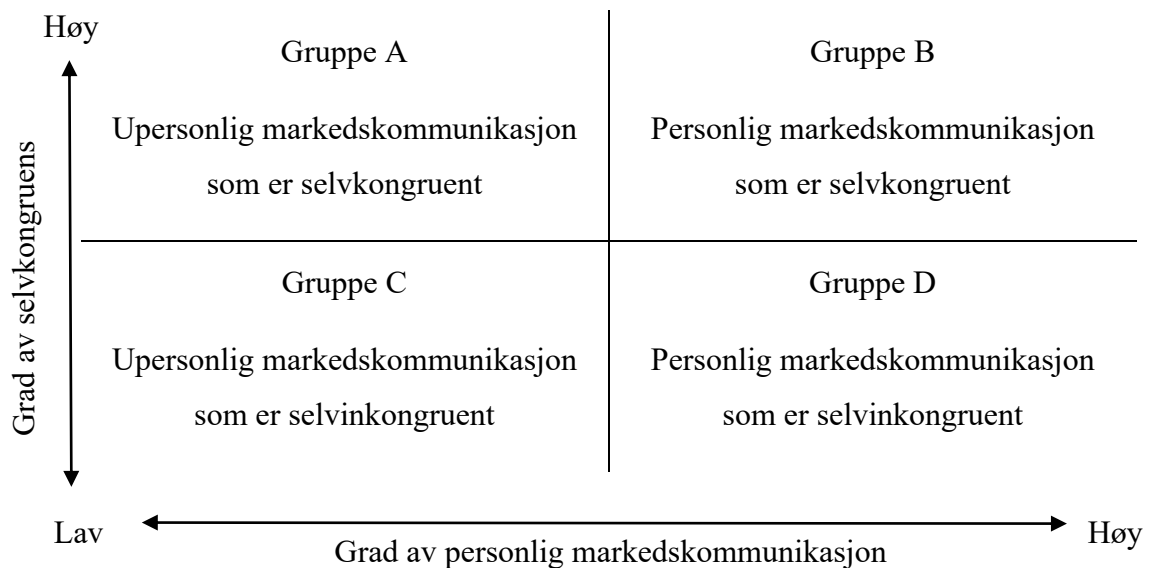 Høy
Gruppe A
Upersonlig markedskommunikasjon
som er selvkongruent
Gruppe B
Personlig markedskommunikasjon
som er selvkongruent
Grad av selvkongruens
Gruppe C
Upersonlig markedskommunikasjon
som er selvinkongruent
Gruppe D
Personlig markedskommunikasjon
som er selvinkongruent
Lav
Høy
Grad av personlig markedskommunikasjon